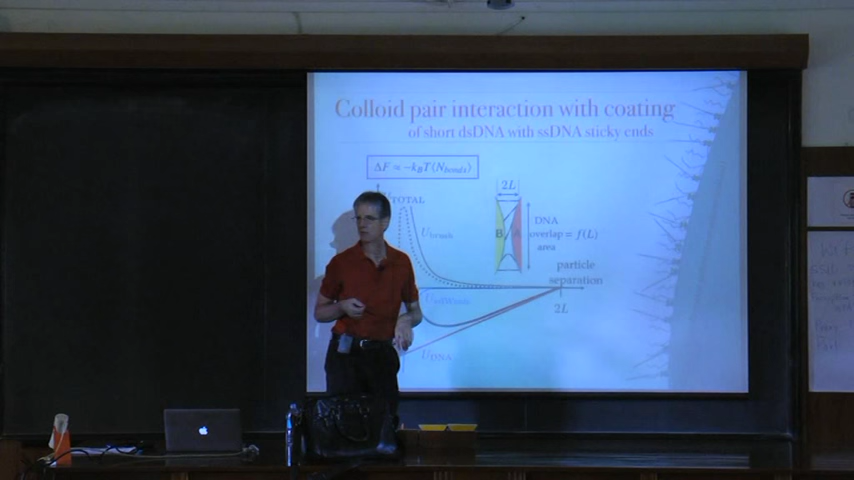 Colloid pair interaction with coating
of short dsDNA with ssDNA sticky ends
ΔF ≈ −k_BT⟨N_bonds⟩
TOTAL
2L
U_brush
B A
DNA
overlap = f(L)
area
particle
separation
2L
U_DNA